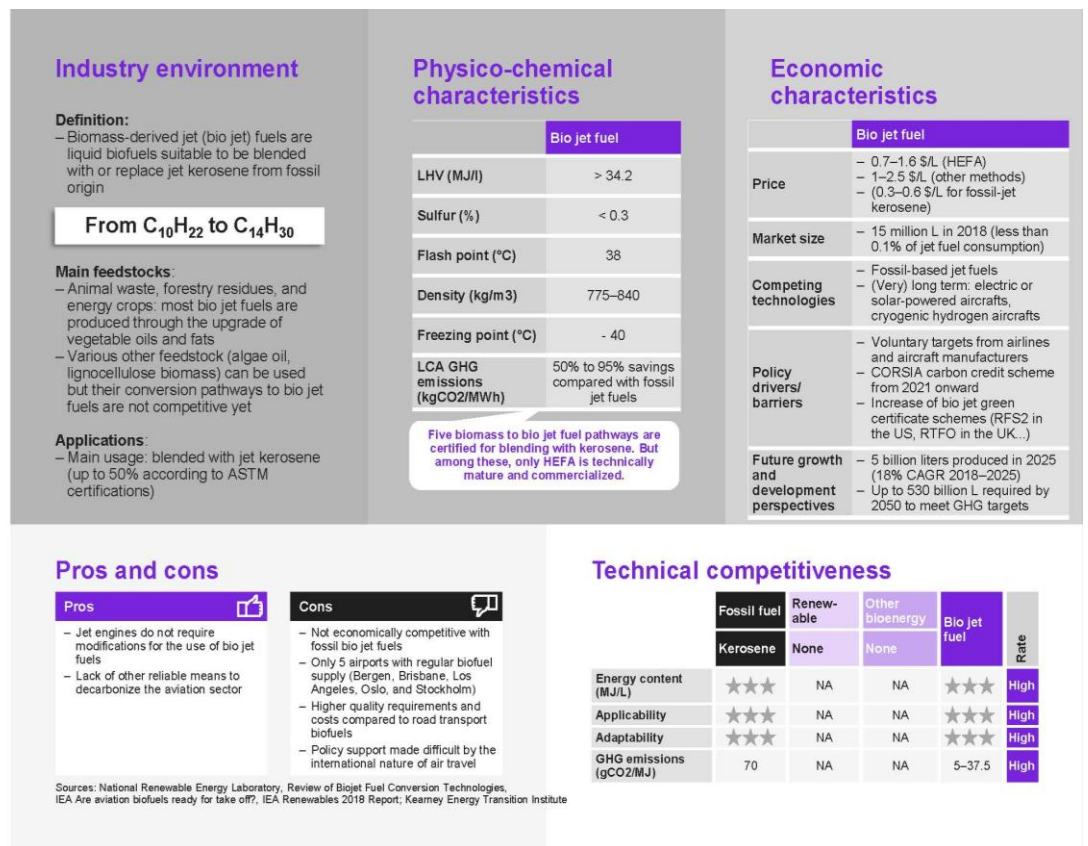 Industry environment
Definition:
– Biomass-derived jet (bio jet) fuels are
liquid biofuels suitable to be blended
with or replace jet kerosene from fossil
origin
From C₁₀H₂₂ to C₁₄H₃₀
Main feedstocks:
– Animal waste, forestry residues, and
energy crops: most bio jet fuels are
produced through the upgrade of
vegetable oils and fats
– Various other feedstock (algae oil,
lignocellulose biomass) can be used
but their conversion pathways to bio jet
fuels are not competitive yet
Applications:
– Main usage: blended with jet kerosene
(up to 50% according to ASTM
certifications)
Physico-chemical
characteristics
Bio jet fuel
LHV (MJ/l) > 34.2
Sulfur (%) < 0.3
Flash point (°C) 38
Density (kg/m3) 775–840
Freezing point (°C) - 40
LCA GHG
emissions
(kgCO2/MWh)
50% to 95% savings
compared with fossil
jet fuels
Five biomass to bio jet fuel pathways are
certified for blending with kerosene. But
among these, only HEFA is technically
mature and commercialized.
Economic
characteristics
Bio jet fuel
Price
– 0.7–1.6 $/L (HEFA)
– 1–2.5 $/L (other methods)
– (0.3–0.6 $/L for fossil-jet
kerosene)
Market size
– 15 million L in 2018 (less than
0.1% of jet fuel consumption)
Competing
technologies
– Fossil-based jet fuels
– (Very) long term: electric or
solar-powered aircrafts,
cryogenic hydrogen aircrafts
Policy
drivers/
barriers
– Voluntary targets from airlines
and aircraft manufacturers
– CORSIA carbon credit scheme
from 2021 onward
– Increase of bio jet green
certificate schemes (RFS2 in
the US, RTFO in the UK...)
Future growth
and
development
perspectives
– 5 billion liters produced in 2025
(18% CAGR 2018–2025)
– Up to 530 billion L required by
2050 to meet GHG targets
Pros and cons
Pros
– Jet engines do not require
modifications for the use of bio jet
fuels
– Lack of other reliable means to
decarbonize the aviation sector
Cons
– Not economically competitive with
fossil bio jet fuels
– Only 5 airports with regular biofuel
supply (Bergen, Brisbane, Los
Angeles, Oslo, and Stockholm)
– Higher quality requirements and
costs compared to road transport
biofuels
– Policy support made difficult by the
international nature of air travel
Technical competitiveness
Fossil fuel
Renew-
able
Other
bioenergy
Bio jet
fuel
Rate
Kerosene None None
Energy content
(MJ/L)
★★★ NA NA ★★★ High
Applicability ★★★ NA NA ★★★ High
Adaptability ★★★ NA NA ★★★ High
GHG emissions
(gCO2/MJ)
70 NA NA 5–37.5 High
Sources: National Renewable Energy Laboratory, Review of Biojet Fuel Conversion Technologies,
IEA Are aviation biofuels ready for take off?, IEA Renewables 2018 Report; Kearney Energy Transition Institute